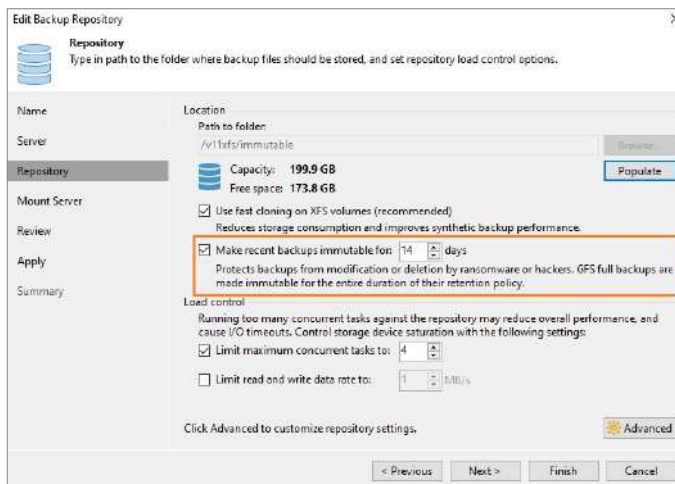 Edit Backup Repository
Repository
Type in path to the folder where backup files should be stored, and set repository load control options.
Name
Server
Repository
Mount Server
Review
Apply
Summary
Location
Path to folder:
/v11xfs/immutable
Browse...
Capacity: 199.9 GB
Free space: 173.8 GB
Populate
Use fast cloning on XFS volumes (recommended)
Reduces storage consumption and improves synthetic backup performance.
Make recent backups immutable for: 14 days
Protects backups from modification or deletion by ransomware or hackers. GFS full backups are
made immutable for the entire duration of their retention policy.
Load control
Running too many concurrent tasks against the repository may reduce overall performance, and
cause I/O timeouts. Control storage device saturation with the following settings:
Limit maximum concurrent tasks to: 4
Limit read and write data rate to: 1 MB/s
Click Advanced to customize repository settings.
Advanced
< Previous
Next >
Finish
Cancel